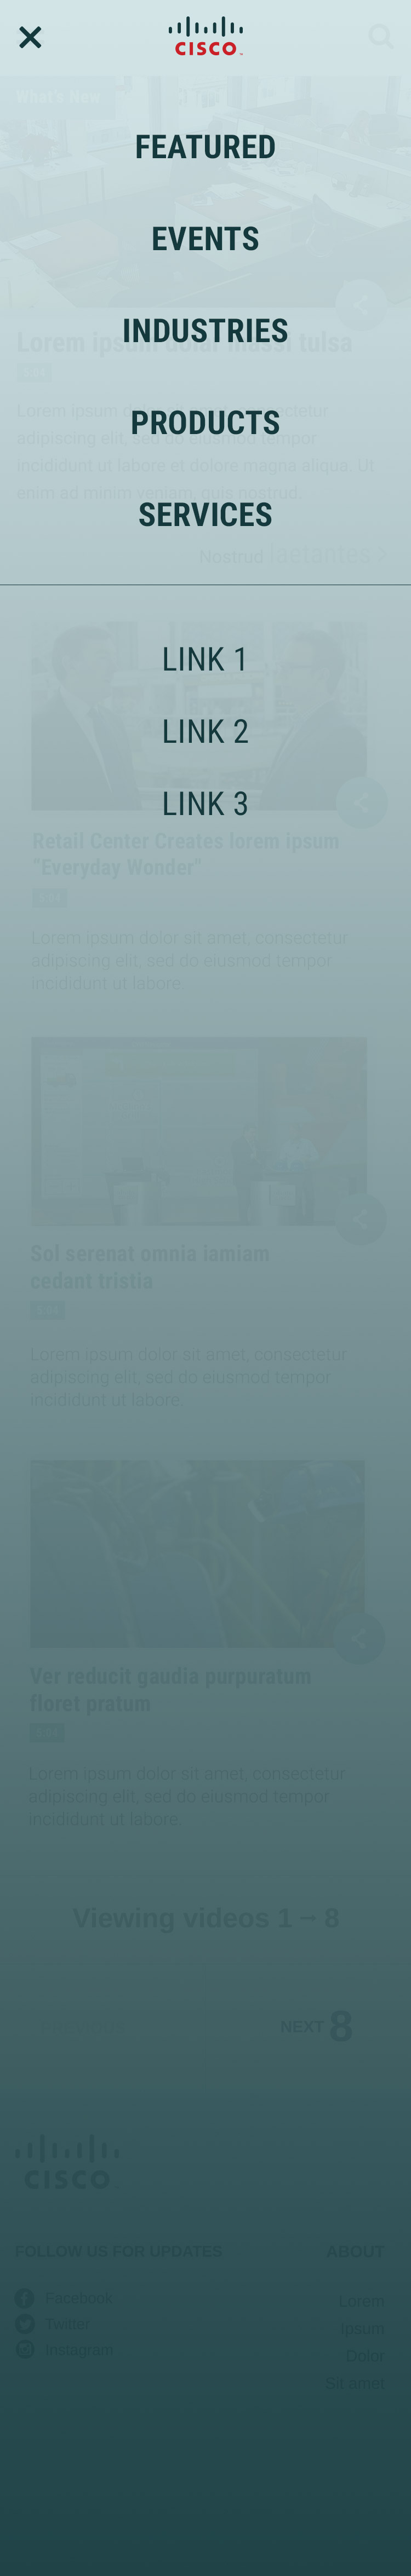 CISCO
What's New
FEATURED
EVENTS
INDUSTRIES
Lorem ipsum dolor massi tulsa
Lorem ipsum dolor sit amet, consectetur
PRODUCTS
adipiscing elit, sed do eiusmod tempor
incididunt ut labore et dolore magna aliqua. Ut
enim ad minim veniam, quis nostrud.
SERVICES
Nostrud laetantes
LINK 1
LINK 2
LINK 3
Retail Center Creates lorem ipsum
"Everyday Wonder"
Lorem ipsum dolor sit amet, consectetur
adipiscing elit, sed do eiusmod tempor
incididunt ut labore.
Sol serenat omnia iamiam
cedant tristia
Lorem ipsum dolor sit amet, consectetur
adipiscing elit, sed do eiusmod tempor
incididunt ut labore.
Ver reducit gaudia purpuratum
floret pratum
Lorem ipsum dolor sit amet, consectetur
adipiscing elit, sed do eiusmod tempor
incididunt ut labore.
Viewing videos 1 – 8
NEXT 8
CISCO
FOLLOW US FOR UPDATES
Facebook
Twitter
Instagram
ABOUT
Lorem
Ipsum
Dolor
Sit amet